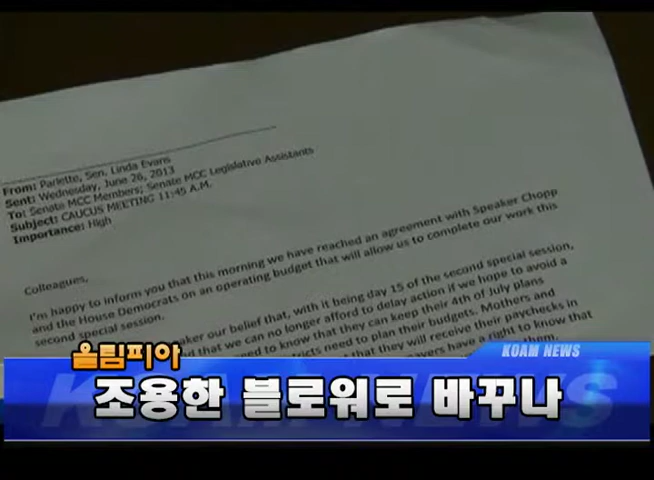 From: Parlette, Sen. Linda Evans
Sent: Wednesday, June 26, 2013
To: Senate MCC Members; Senate MCC Legislative Assistants
Subject: CAUCUS MEETING 11:45 A.M.
Importance: High
Colleagues,
I'm happy to inform you that this morning we have reached an agreement with Speaker Chopp
and the House Democrats on an operating budget that will allow us to complete our work this
second special session.
eaker our belief that, with it being day 15 of the second special session,
d that we can no longer afford to delay action if we hope to avoid a
ed to know that they can keep their 4th of July plans
tricts need to plan their budgets. Mothers and
that they will receive their paychecks in
ayers have a right to know that
them.
KOAM NEWS
올림피아
조용한 블로워로 바꾸나
KOAM NEWS